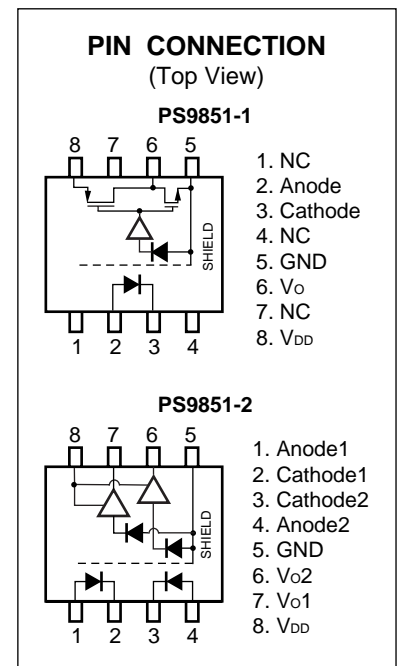 PIN CONNECTION
(Top View)
PS9851-1
8 7 6 5
SHIELD
1 2 3 4
1. NC
2. Anode
3. Cathode
4. NC
5. GND
6. VO
7. NC
8. VDD
PS9851-2
8 7 6 5
SHIELD
1 2 3 4
1. Anode1
2. Cathode1
3. Cathode2
4. Anode2
5. GND
6. VO2
7. VO1
8. VDD